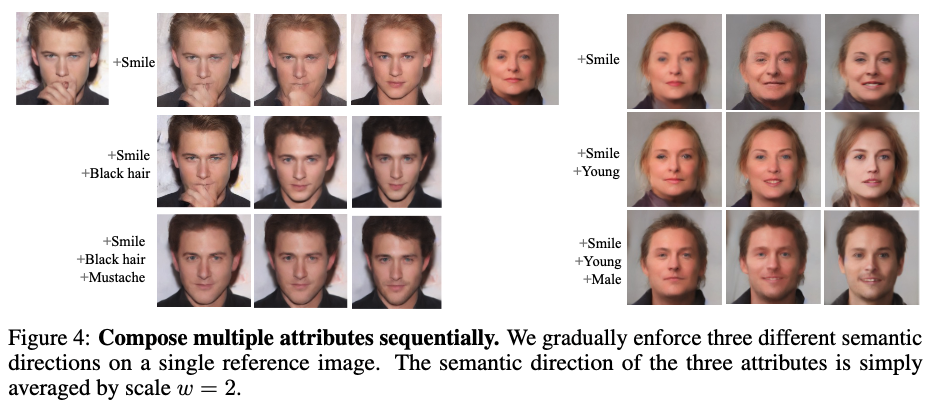 +Smile
+Smile
+Black hair
+Smile
+Black hair
+Mustache
+Smile
+Smile
+Young
+Smile
+Young
+Male
Figure 4: Compose multiple attributes sequentially. We gradually enforce three different semantic
directions on a single reference image. The semantic direction of the three attributes is simply
averaged by scale w = 2.